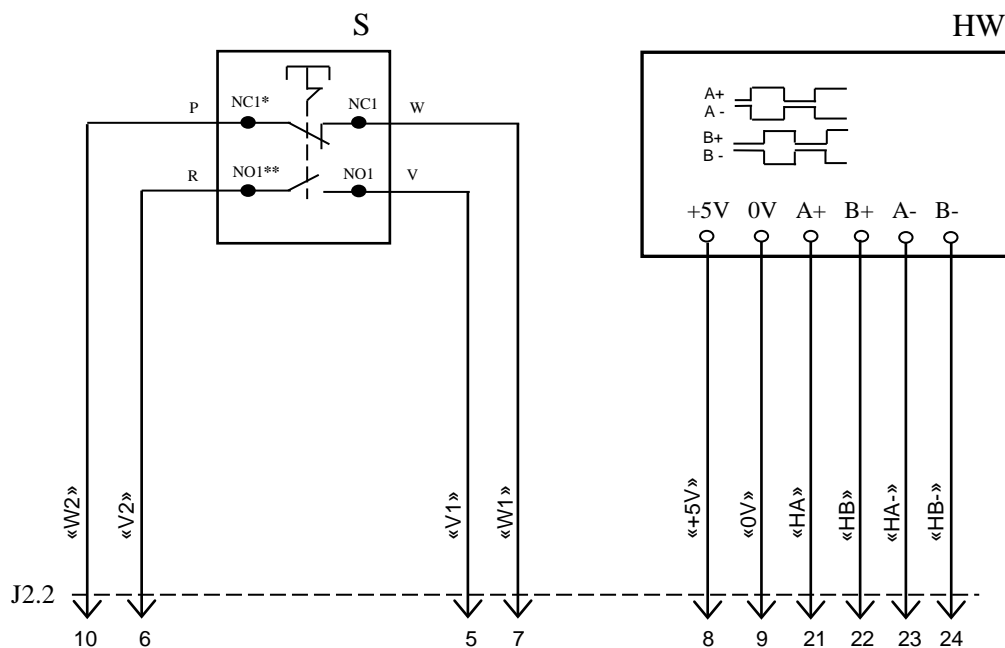 S
HW
P
NC1*
NC1
W
R
NO1**
NO1
V
A+
A -
B+
B -
+5V 0V A+ B+ A- B-
«W2»
«V2»
«V1»
«W1»
«+5V»
«0V»
«HA»
«HB»
«HA-»
«HB-»
J2.2
10 6 5 7 8 9 21 22 23 24